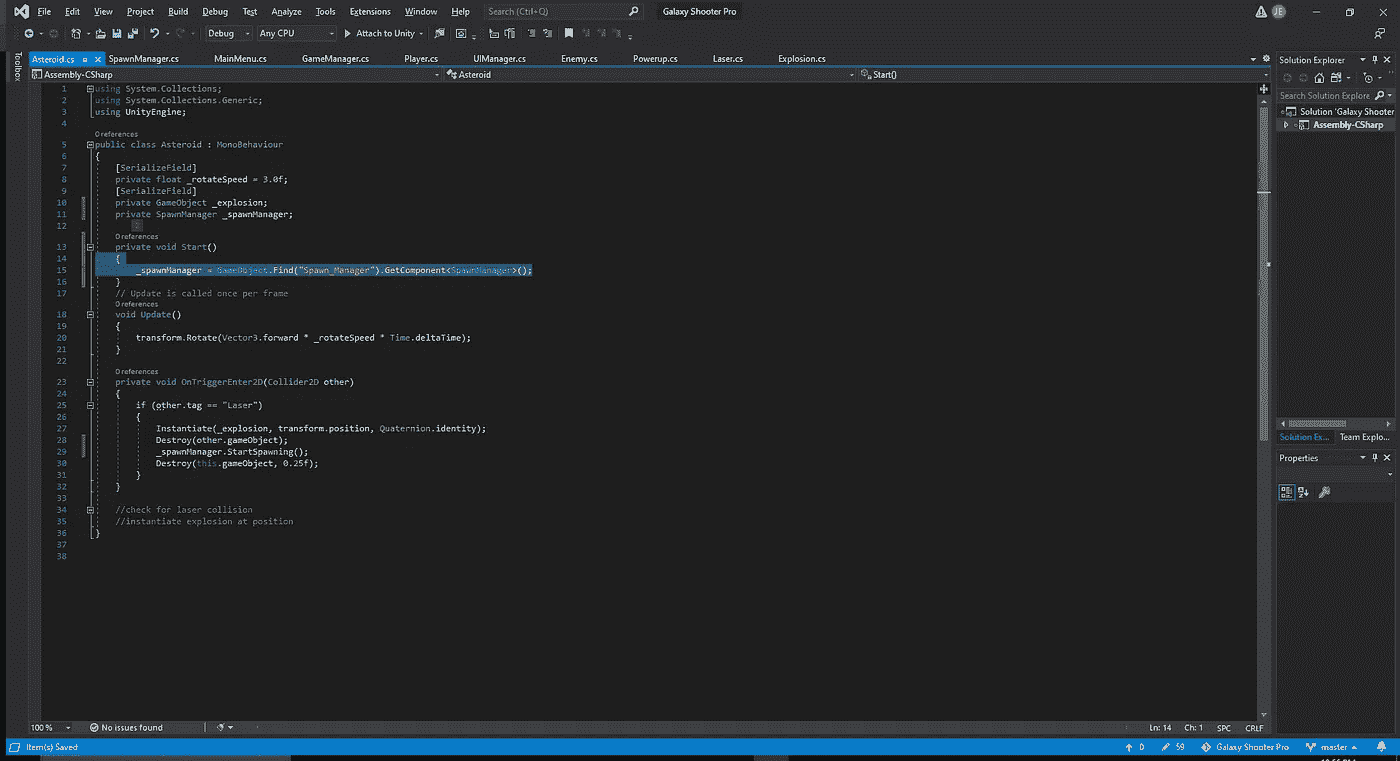 File Edit View Project Build Debug Test Analyze Tools Extensions Window Help Search (Ctrl+Q) Galaxy Shooter Pro JE
Debug Any CPU Attach to Unity
Toolbox
Asteroid.cs SpawnManager.cs MainMenu.cs GameManager.cs Player.cs UIManager.cs Enemy.cs Powerup.cs Laser.cs Explosion.cs
Assembly-CSharp Asteroid Start()
1 using System.Collections;
2 using System.Collections.Generic;
3 using UnityEngine;
4
0 references
5 public class Asteroid : MonoBehaviour
6 {
7 [SerializeField]
8 private float _rotateSpeed = 3.0f;
9 [SerializeField]
10 private GameObject _explosion;
11 private SpawnManager _spawnManager;
12
0 references
13 private void Start()
14 {
15 _spawnManager = GameObject.Find("Spawn_Manager").GetComponent<SpawnManager>();
16 }
17 // Update is called once per frame
0 references
18 void Update()
19 {
20 transform.Rotate(Vector3.forward * _rotateSpeed * Time.deltaTime);
21 }
22
0 references
23 private void OnTriggerEnter2D(Collider2D other)
24 {
25 if (other.tag == "Laser")
26 {
27 Instantiate(_explosion, transform.position, Quaternion.identity);
28 Destroy(other.gameObject);
29 _spawnManager.StartSpawning();
30 Destroy(this.gameObject, 0.25f);
31 }
32 }
33
34 //check for laser collision
35 //instantiate explosion at position
36 }
37
38
100 % No issues found Ln: 14 Ch: 1 SPC CRLF
Solution Explorer
Search Solution Explore
Solution 'Galaxy Shooter
Assembly-CSharp
Solution Ex... Team Explo...
Properties
Item(s) Saved 0 59 Galaxy Shooter Pro master